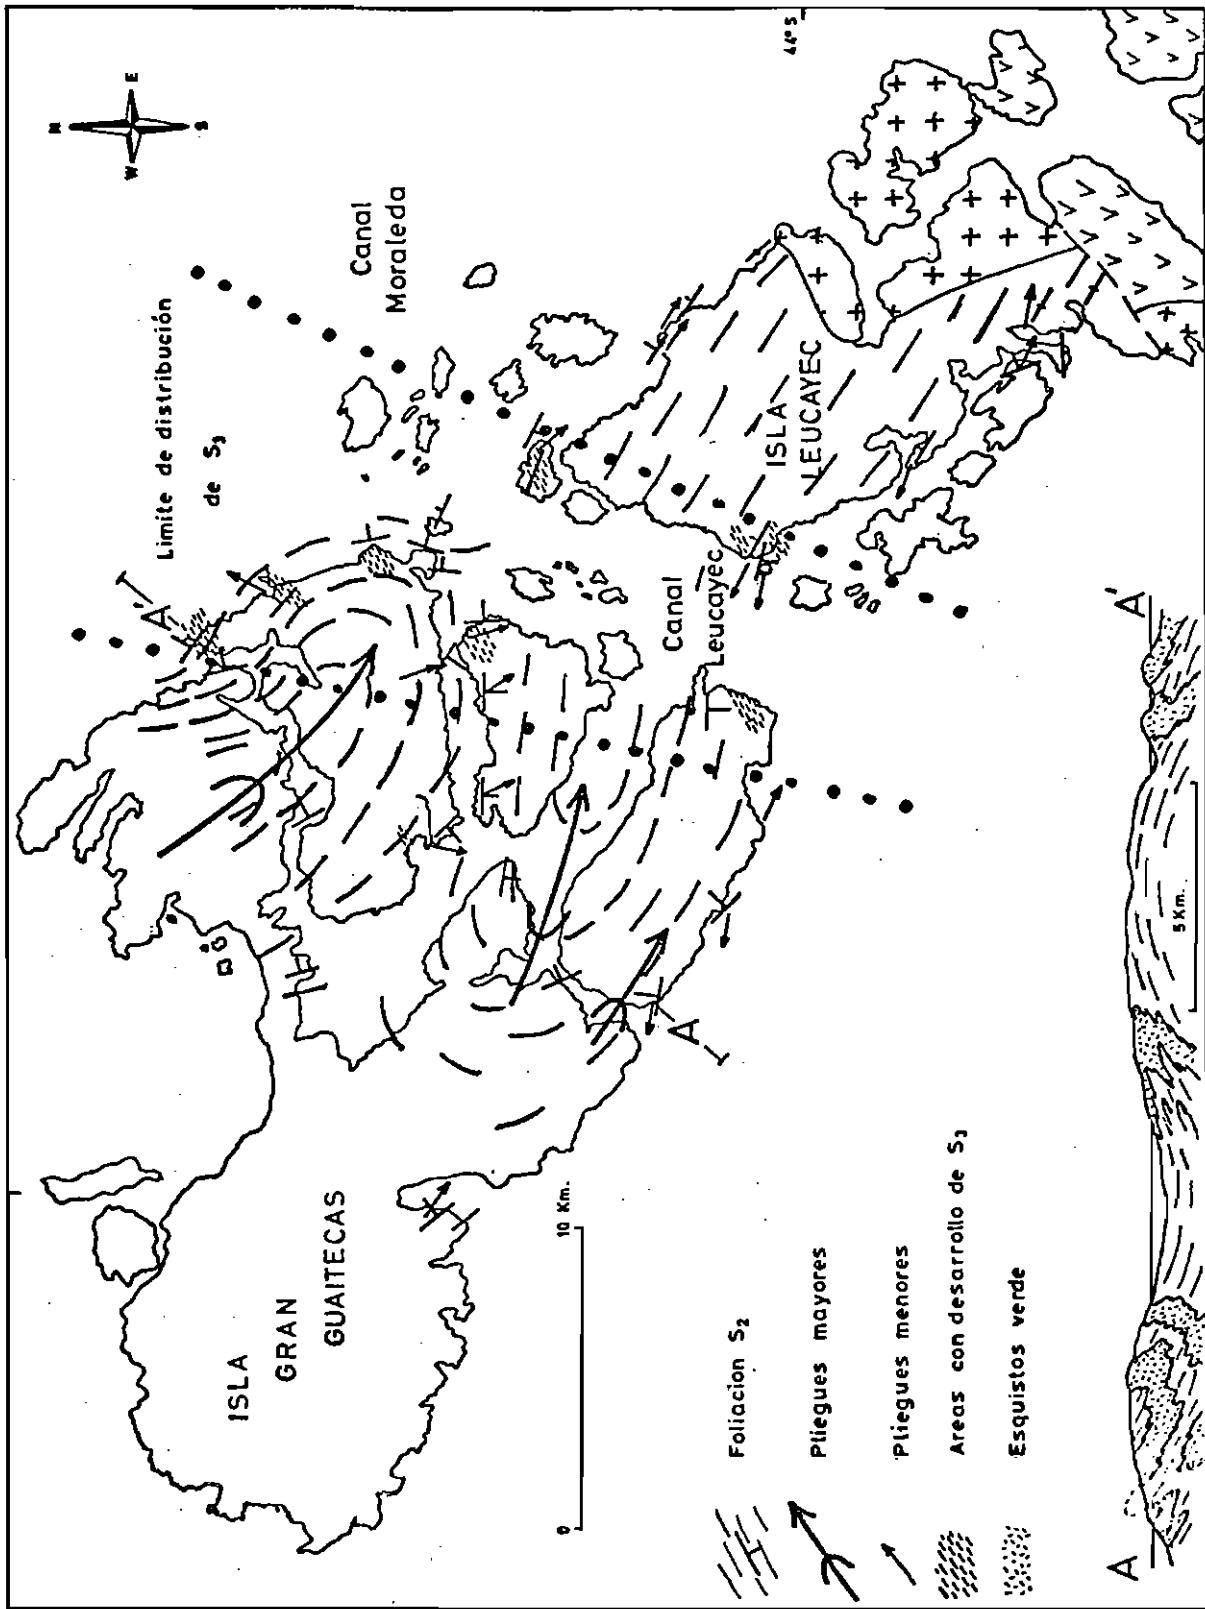 N
W
E
S
44° S
Límite de distribución
de S₃
Canal
Moraleda
A'
ISLA
LEUCAYEC
Canal
Leucayec
A
ISLA
GRAN
GUAITECAS
0
10 Km.
Foliacion S₂
Pliegues mayores
Pliegues menores
Areas con desarrollo de S₃
Esquistos verde
A
5 Km.
A'